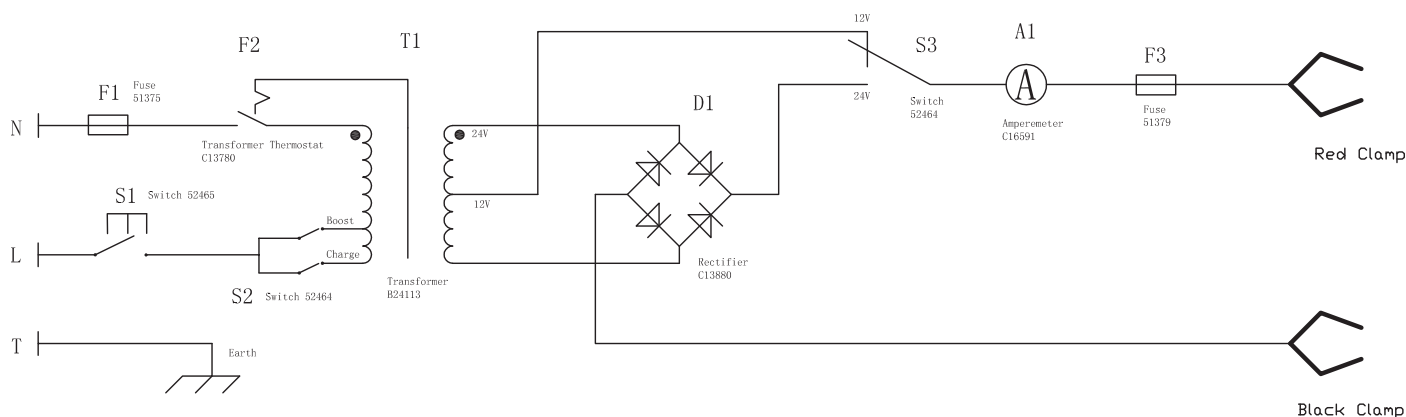 12V
F2
T1
S3
A1
F3
F1
Fuse
51375
A
24V
D1
Switch
52464
Fuse
51379
N
24V
Amperemeter
C16591
Transformer Thermostat
C13780
Red Clamp
S1
Switch 52465
12V
Boost
L
Charge
Rectifier
C13880
Transformer
B24113
S2
Switch 52464
T
Earth
Black Clamp